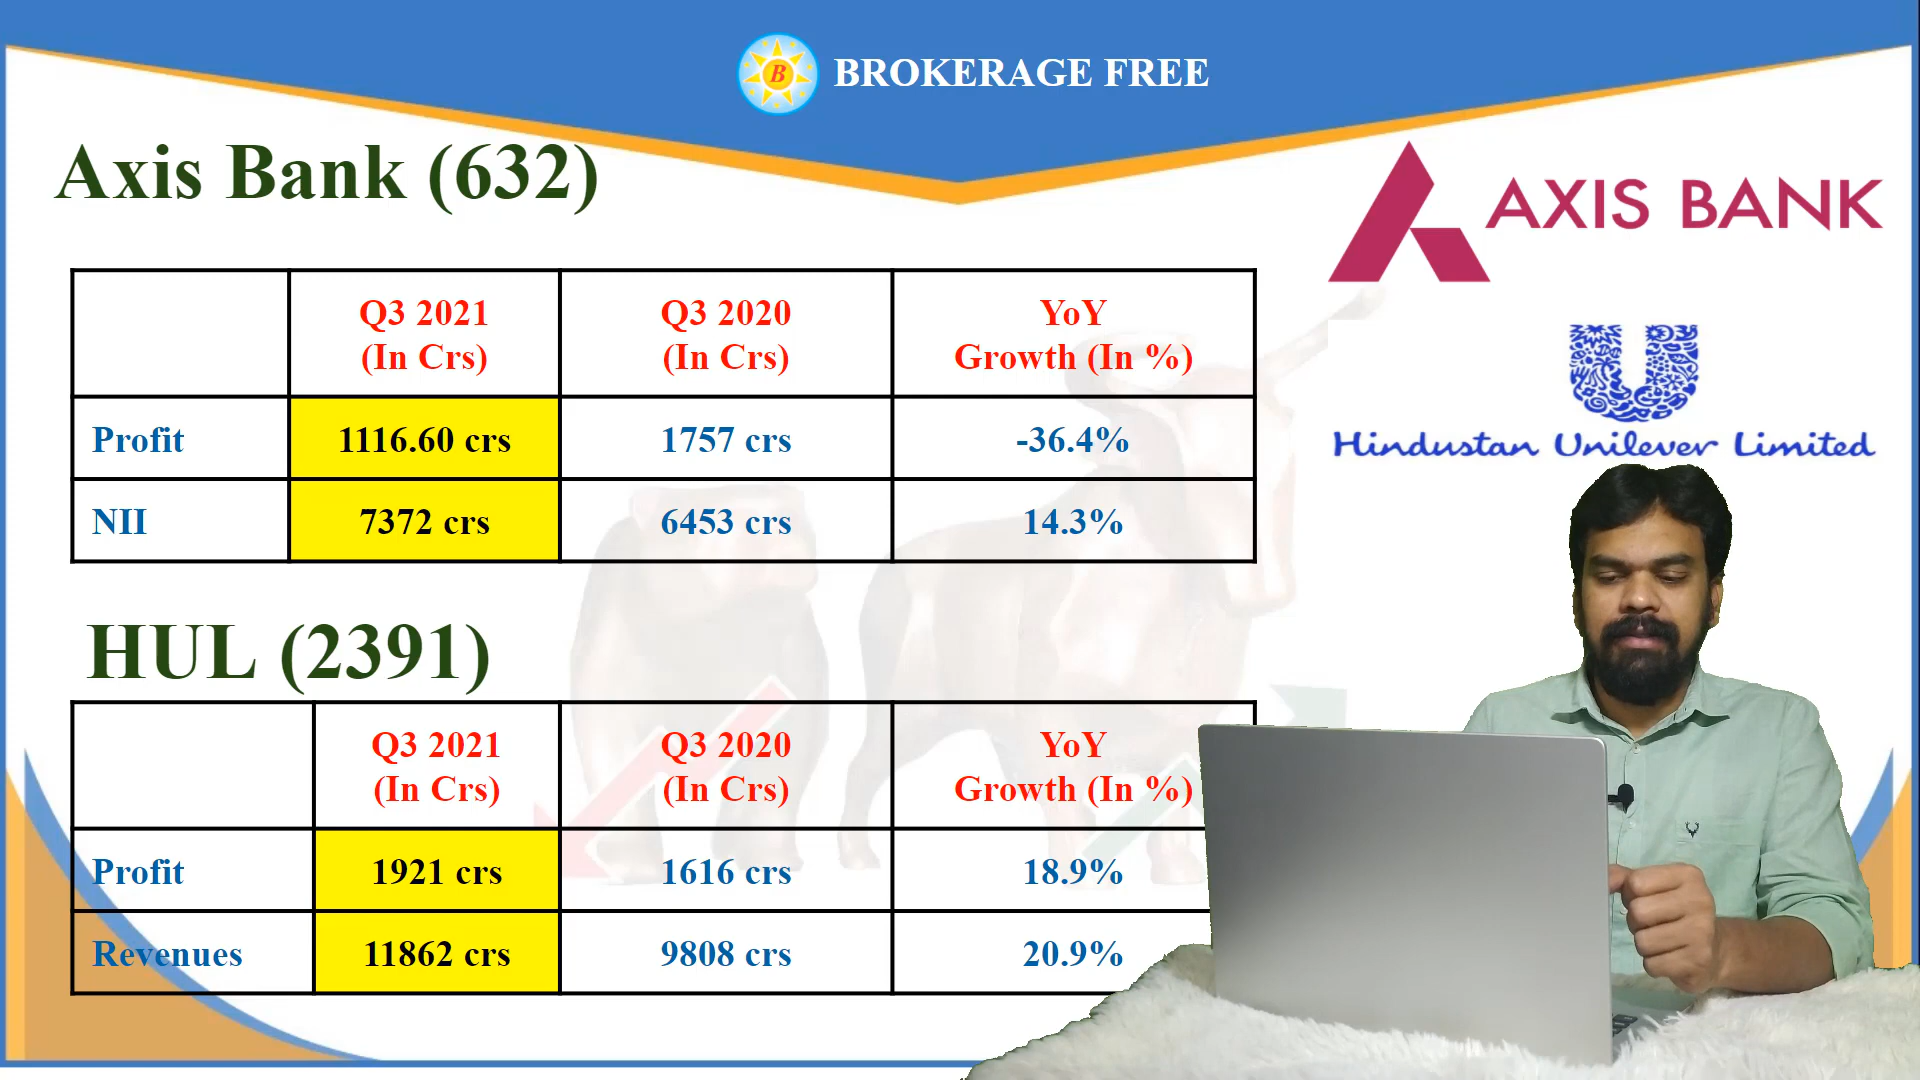 B BROKERAGE FREE
Axis Bank (632)
AXIS BANK
Q3 2021 (In Crs)
Q3 2020 (In Crs)
YoY Growth (In %)
Profit 1116.60 crs 1757 crs -36.4%
NII 7372 crs 6453 crs 14.3%
Hindustan Unilever Limited
HUL (2391)
Q3 2021 (In Crs)
Q3 2020 (In Crs)
YoY Growth (In %)
Profit 1921 crs 1616 crs 18.9%
Revenues 11862 crs 9808 crs 20.9%